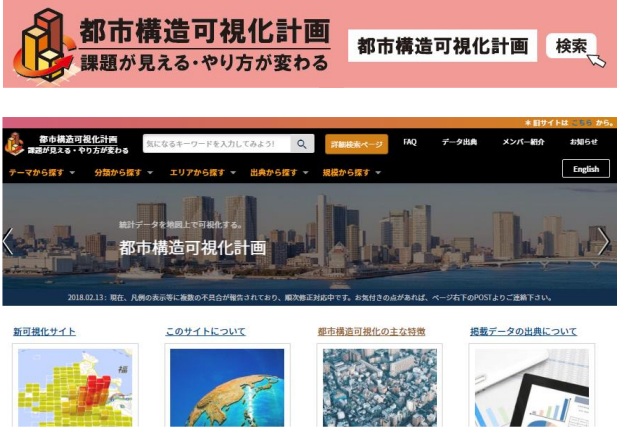 都市構造可視化計画
課題が見える・やり方が変わる
都市構造可視化計画 検索
＊旧サイトは こちら から。
都市構造可視化計画
課題が見える・やり方が変わる
気になるキーワードを入力してみよう! 詳細検索ページ FAQ データ出典 メンバー紹介 お知らせ
テーマから探す 分類から探す エリアから探す 出典から探す 規模から探す English
統計データを地図上で可視化する。
都市構造可視化計画
2018.02.13: 現在、凡例の表示等に複数の不具合が報告されており、順次修正対応中です。お気付きの点があれば、ページ右下のPOSTよりご連絡下さい。
新可視化サイト このサイトについて 都市構造可視化の主な特徴 掲載データの出典について
福